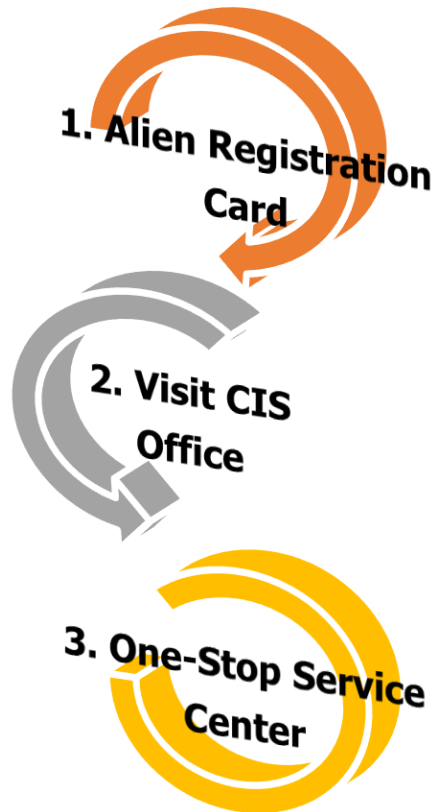 1. Alien Registration
Card
2. Visit CIS
Office
3. One-Stop Service
Center